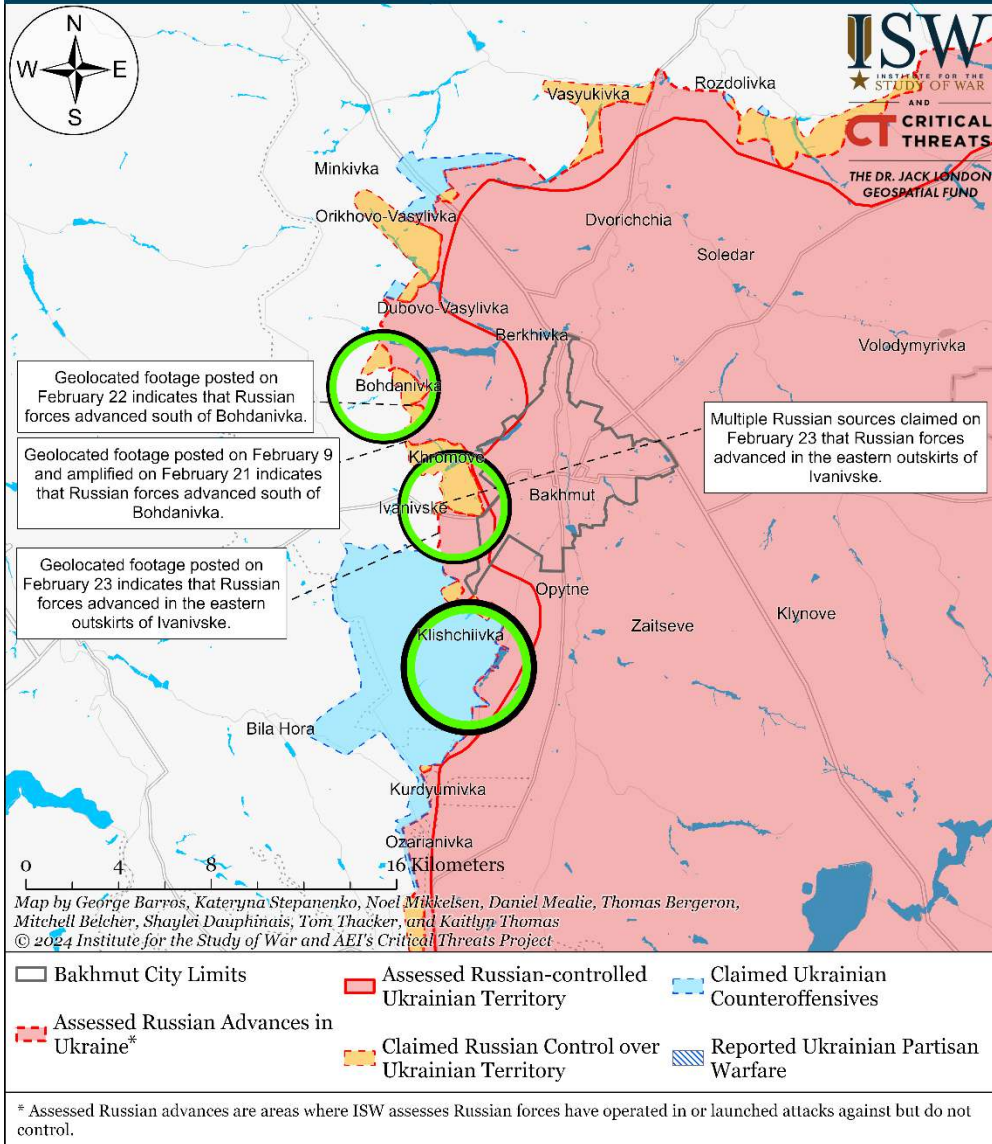 N
W E
S
ISW
INSTITUTE FOR THE
STUDY OF WAR
AND
CT CRITICAL
THREATS
THE DR. JACK LONDON
GEOSPATIAL FUND
Vasyukivka
Rozdolivka
Minkivka
Orikhovo-Vasylivka
Dvorichchia
Soledar
Dubovo-Vasylivka
Berkhivka
Volodymyrivka
Geolocated footage posted on
February 22 indicates that Russian
forces advanced south of Bohdanivka.
Bohdanivka
Multiple Russian sources claimed on
February 23 that Russian forces
advanced in the eastern outskirts of
Ivanivske.
Geolocated footage posted on February 9
and amplified on February 21 indicates
that Russian forces advanced south of
Bohdanivka.
Khromove
Bakhmut
Ivanivske
Geolocated footage posted on
February 23 indicates that Russian
forces advanced in the eastern
outskirts of Ivanivske.
Opytne
Klishchiivka
Zaitseve
Klynove
Bila Hora
Kurdyumivka
Ozarianivka
0 4 8 16 Kilometers
Map by George Barros, Kateryna Stepanenko, Noel Mikkelsen, Daniel Mealie, Thomas Bergeron,
Mitchell Belcher, Shaylei Dauphinais, Tom Thacker, and Kaitlyn Thomas
© 2024 Institute for the Study of War and AEI's Critical Threats Project
Bakhmut City Limits
Assessed Russian Advances in
Ukraine*
Assessed Russian-controlled
Ukrainian Territory
Claimed Russian Control over
Ukrainian Territory
Claimed Ukrainian
Counteroffensives
Reported Ukrainian Partisan
Warfare
* Assessed Russian advances are areas where ISW assesses Russian forces have operated in or launched attacks against but do not
control.